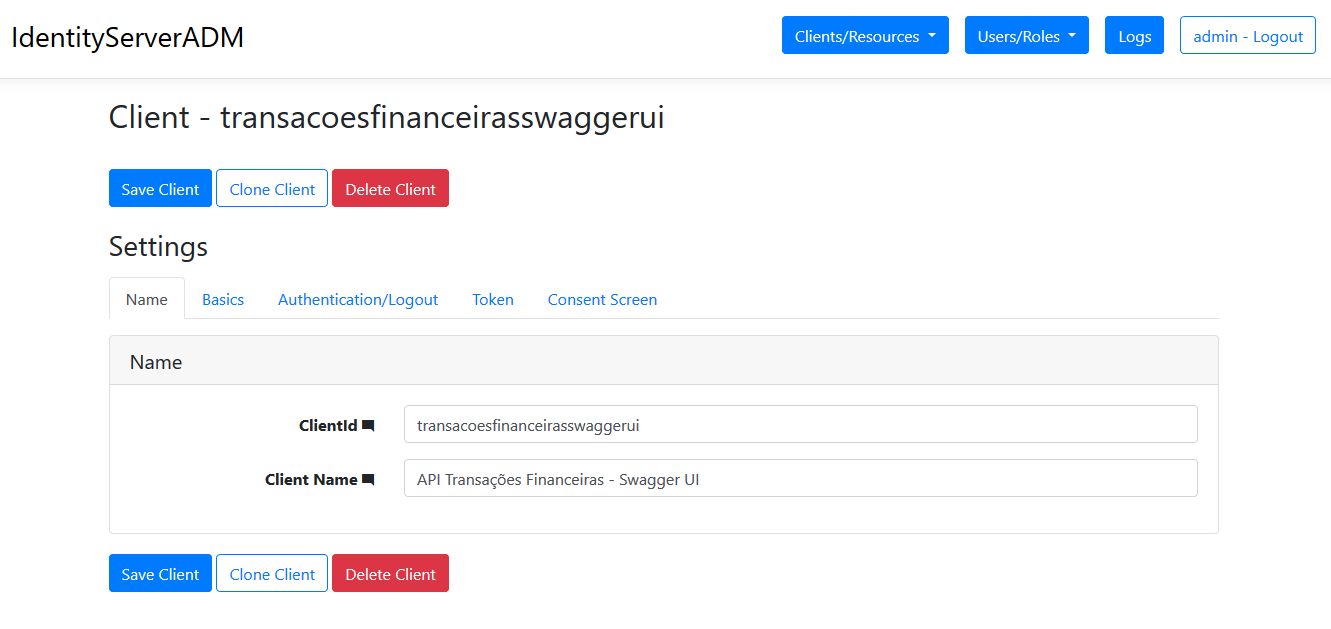 IdentityServerADM
Clients/Resources
Users/Roles
Logs
admin - Logout
Client - transacoesfinanceirasswaggerui
Save Client
Clone Client
Delete Client
Settings
Name
Basics
Authentication/Logout
Token
Consent Screen
Name
ClientId
transacoesfinanceirasswaggerui
Client Name
API Transações Financeiras - Swagger UI
Save Client
Clone Client
Delete Client